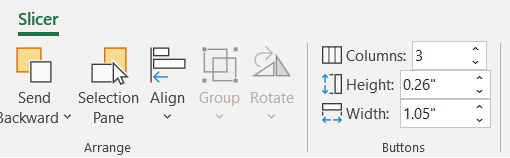 Slicer
Send Backward
Selection Pane
Align
Group
Rotate
Arrange
Columns: 3
Height: 0.26"
Width: 1.05"
Buttons